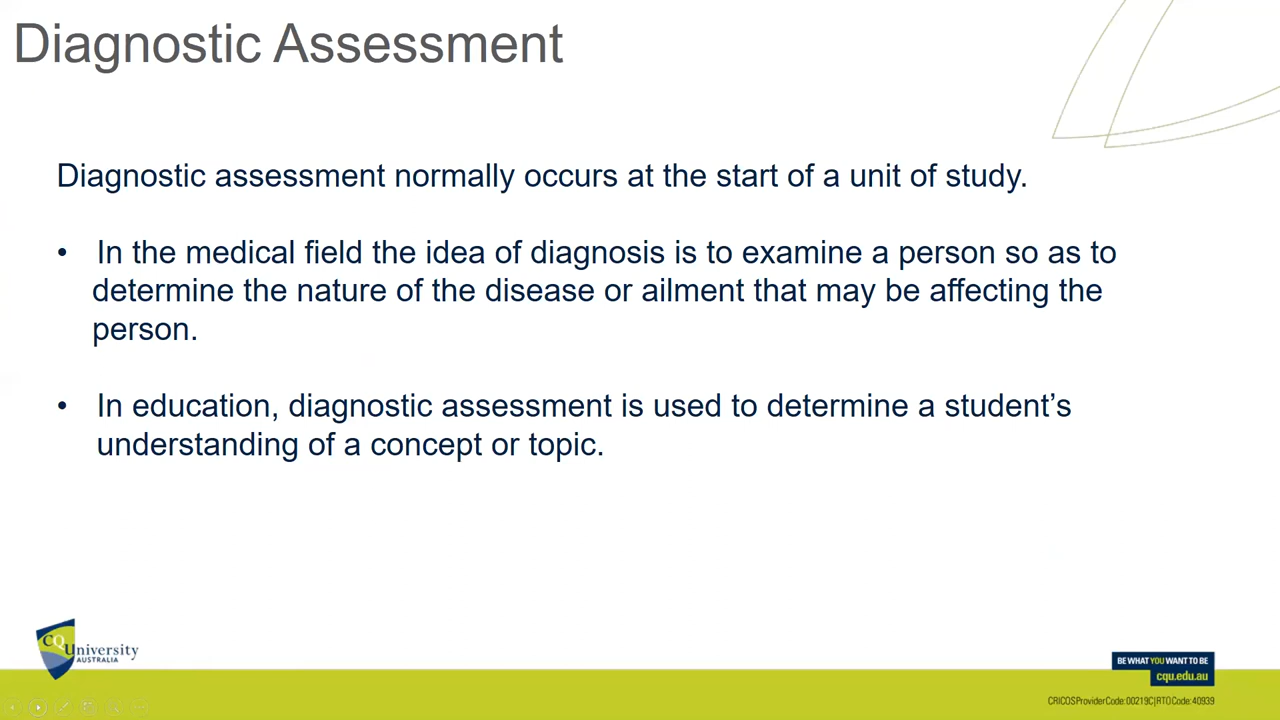 Diagnostic Assessment
Diagnostic assessment normally occurs at the start of a unit of study.
• In the medical field the idea of diagnosis is to examine a person so as to
determine the nature of the disease or ailment that may be affecting the
person.
• In education, diagnostic assessment is used to determine a student’s
understanding of a concept or topic.
CQUniversity
AUSTRALIA
BE WHAT YOU WANT TO BE
cqu.edu.au
CRICOS Provider Code: 00219C | RTO Code: 40939